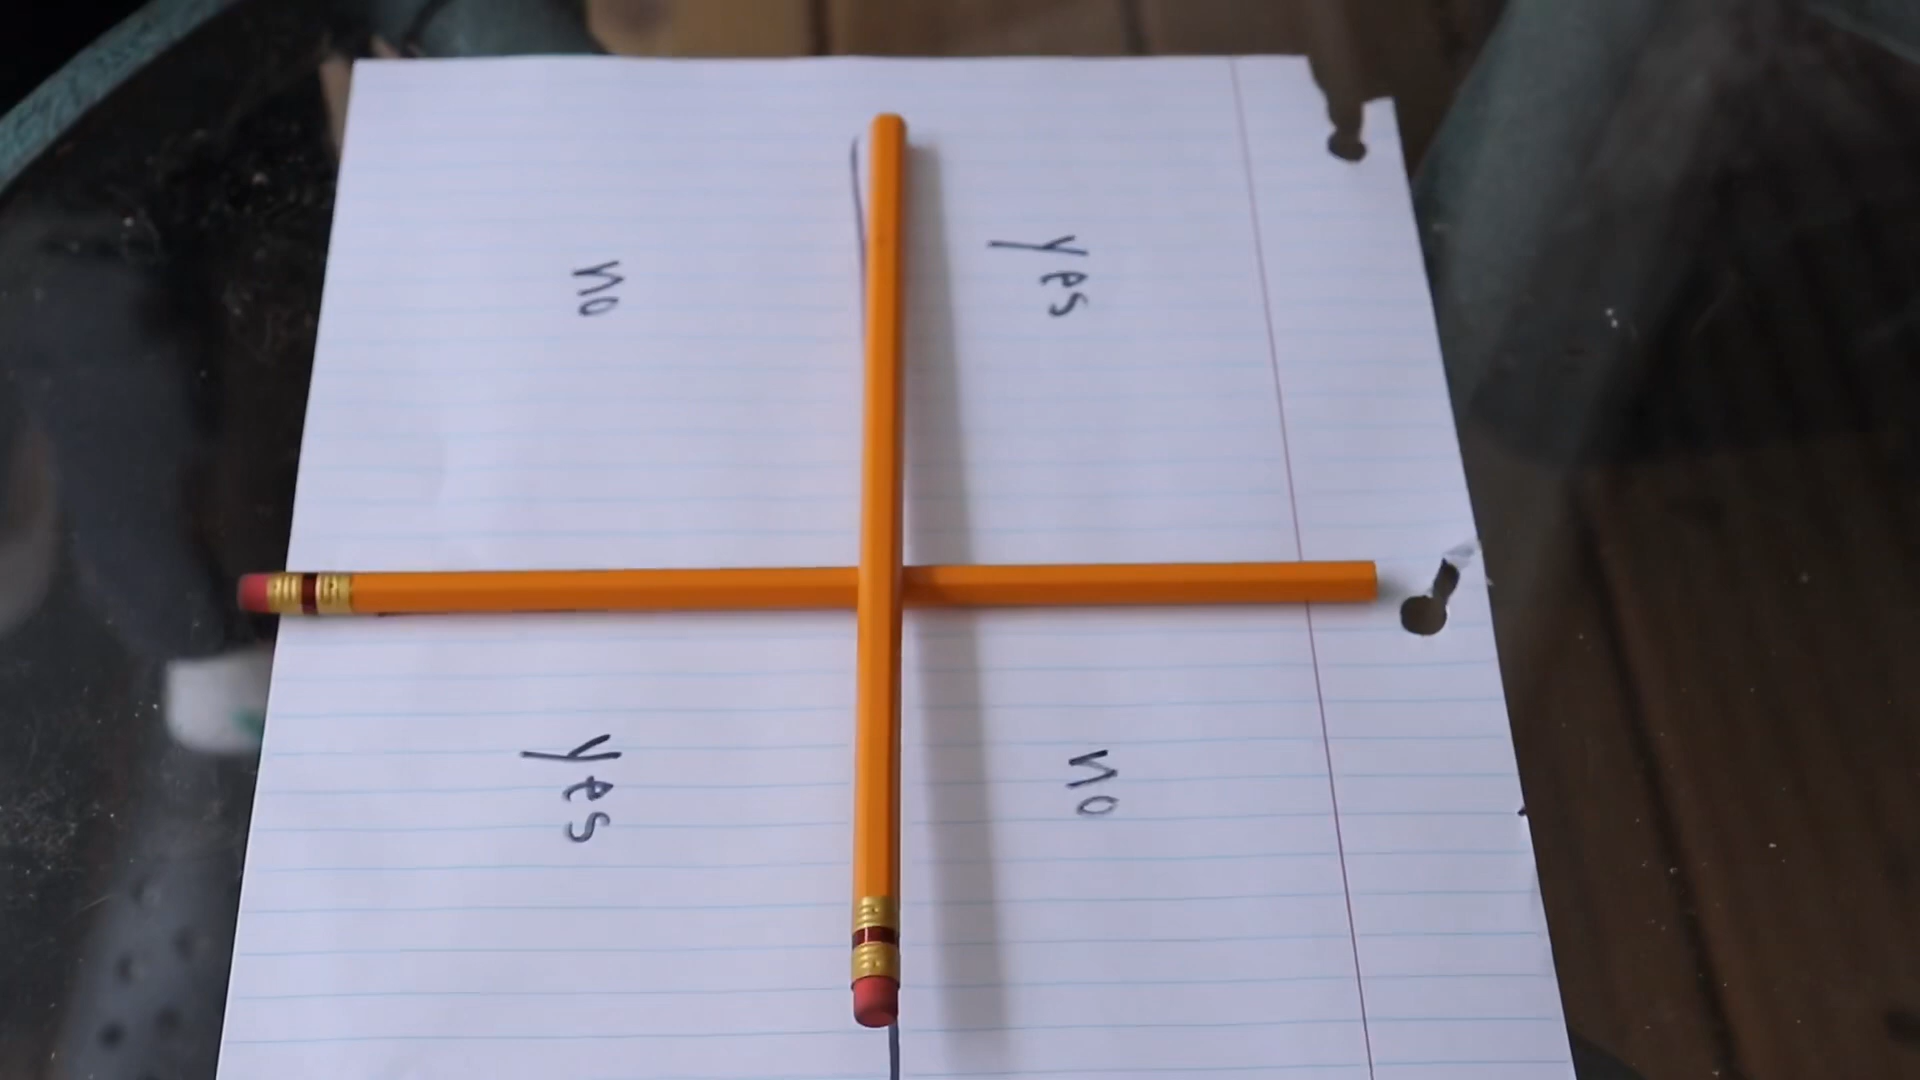 yes no
no yes